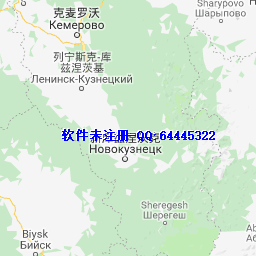 Sharypovo
Шарыпово
克麦罗沃
Кемерово
列宁斯克-库
兹涅茨基
Ленинск-Кузнецкий
软件未注册 QQ:64445322
Новокузнецк
Sheregesh
Шерегеш
Biysk
Бийск